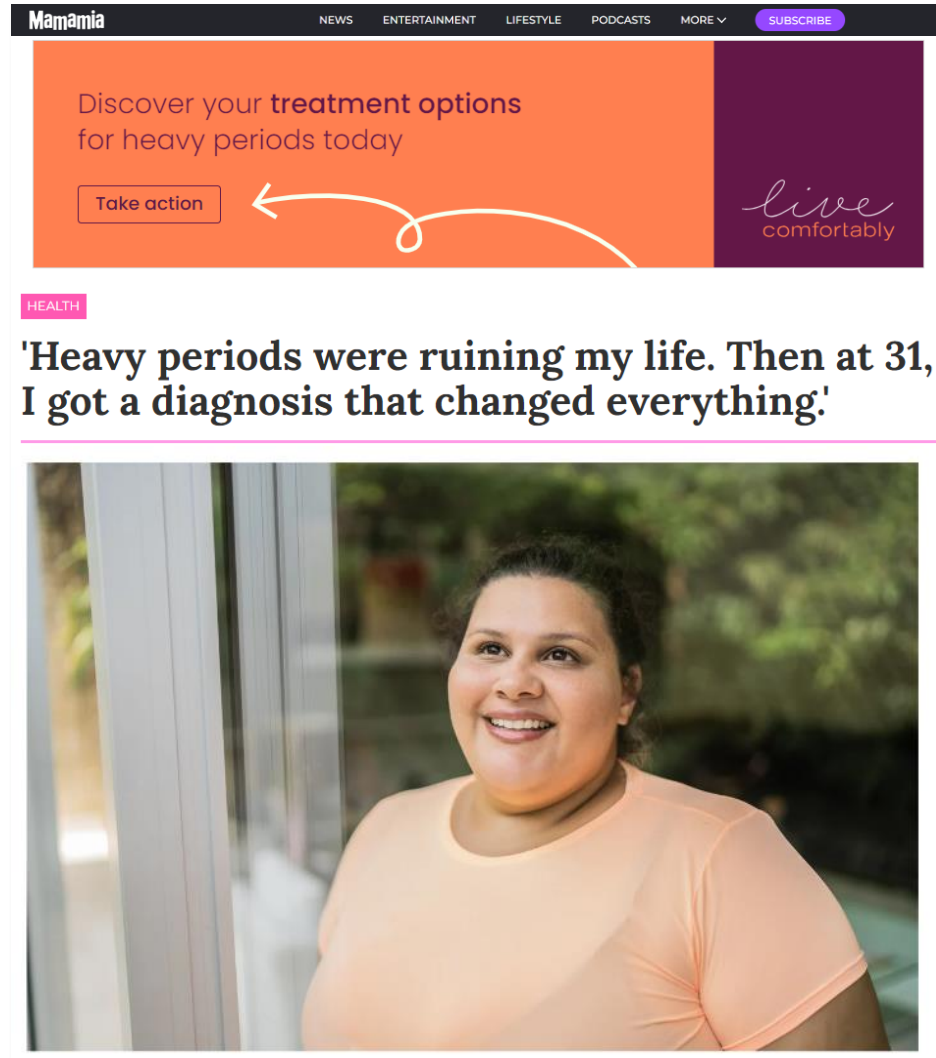 Mamamia
NEWS ENTERTAINMENT LIFESTYLE PODCASTS MORE SUBSCRIBE
Discover your treatment options
for heavy periods today
Take action
live
comfortably
HEALTH
'Heavy periods were ruining my life. Then at 31,
I got a diagnosis that changed everything.'